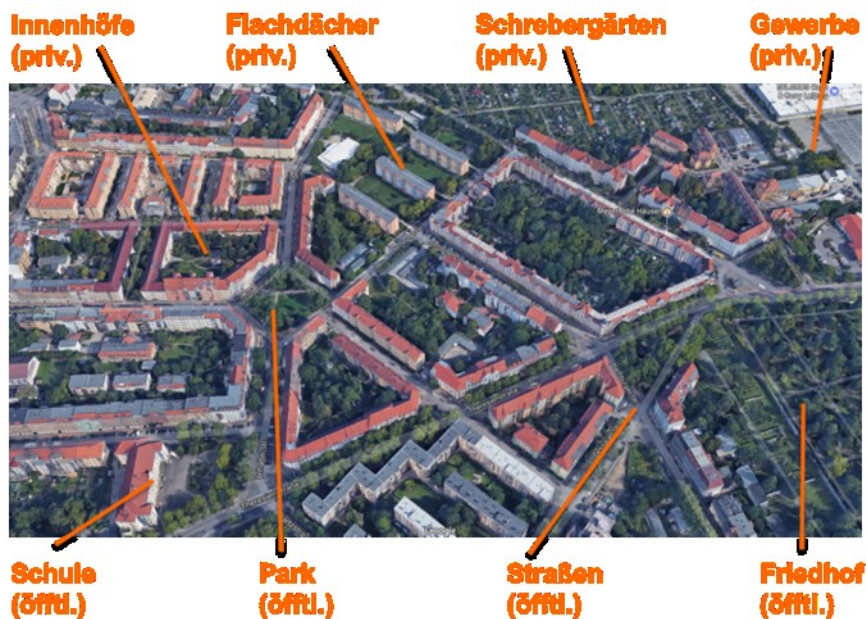 Innenhöfe
(priv.)
Flachdächer
(priv.)
Schrebergärten
(priv.)
Gewerbe
(priv.)
Schule
(öfftl.)
Park
(öfftl.)
Straßen
(öfftl.)
Friedhof
(öfftl.)